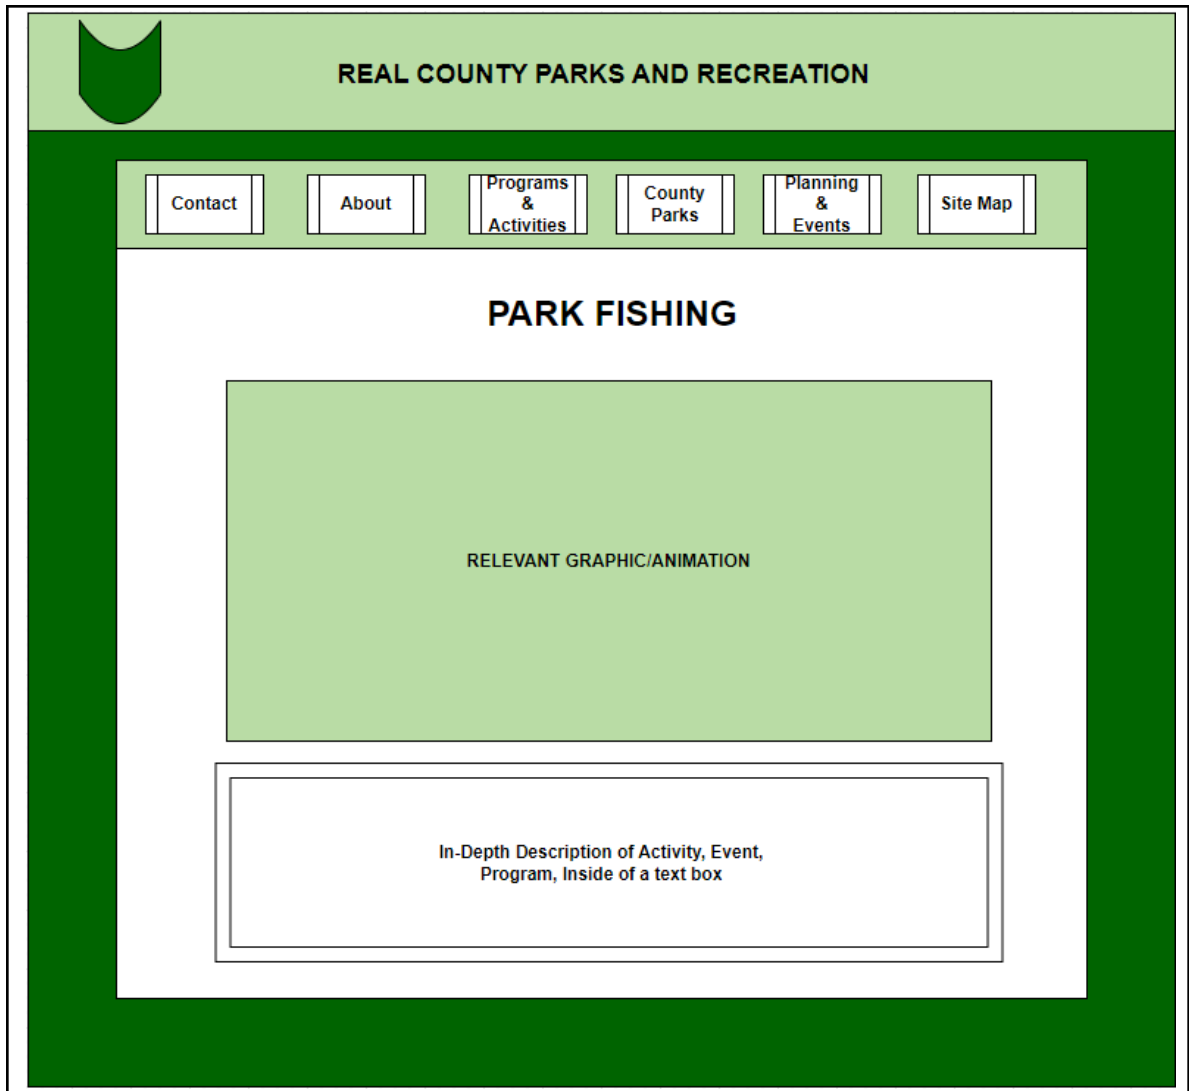 REAL COUNTY PARKS AND RECREATION
Contact
About
Programs
&
Activities
County
Parks
Planning
&
Events
Site Map
PARK FISHING
RELEVANT GRAPHIC/ANIMATION
In-Depth Description of Activity, Event,
Program, Inside of a text box